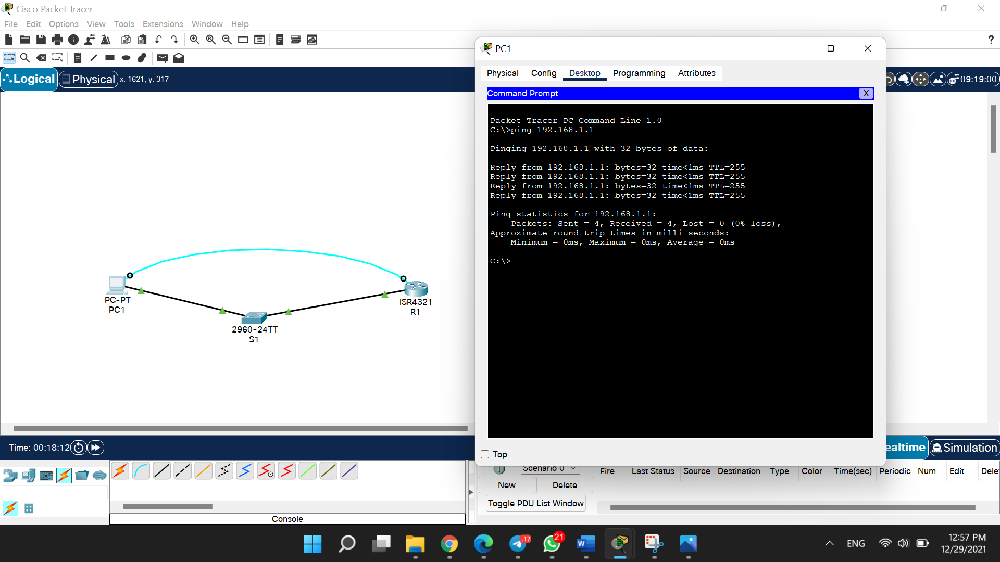 Cisco Packet Tracer
File Edit Options View Tools Extensions Window Help
?
Logical Physical x: 1621, y: 317
09:19:00
PC1
Physical Config Desktop Programming Attributes
Command Prompt X
Packet Tracer PC Command Line 1.0
C:\>ping 192.168.1.1
Pinging 192.168.1.1 with 32 bytes of data:
Reply from 192.168.1.1: bytes=32 time<1ms TTL=255
Reply from 192.168.1.1: bytes=32 time<1ms TTL=255
Reply from 192.168.1.1: bytes=32 time<1ms TTL=255
Reply from 192.168.1.1: bytes=32 time<1ms TTL=255
Ping statistics for 192.168.1.1:
Packets: Sent = 4, Received = 4, Lost = 0 (0% loss),
Approximate round trip times in milli-seconds:
Minimum = 0ms, Maximum = 0ms, Average = 0ms
C:\>
PC-PT
PC1
ISR4321
R1
2960-24TT
S1
Time: 00:18:12
Top
ealtime Simulation
Scenario 0
Fire Last Status Source Destination Type Color Time(sec) Periodic Num Edit Dele
New Delete
Toggle PDU List Window
Console
17
21
ENG
12:57 PM
12/29/2021